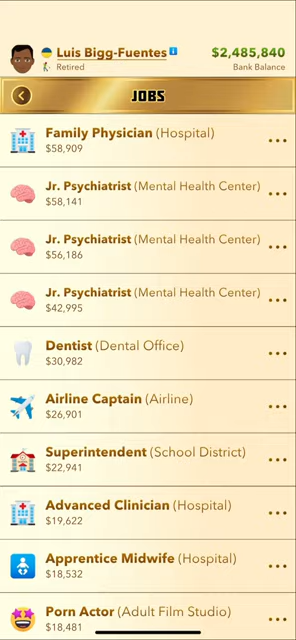 Luis Bigg-Fuentes
Retired
$2,485,840
Bank Balance
JOBS
Family Physician (Hospital)
$58,909
Jr. Psychiatrist (Mental Health Center)
$58,141
Jr. Psychiatrist (Mental Health Center)
$56,186
Jr. Psychiatrist (Mental Health Center)
$42,995
Dentist (Dental Office)
$30,982
Airline Captain (Airline)
$26,901
Superintendent (School District)
$22,941
Advanced Clinician (Hospital)
$19,622
Apprentice Midwife (Hospital)
$18,532
Porn Actor (Adult Film Studio)
$18,481